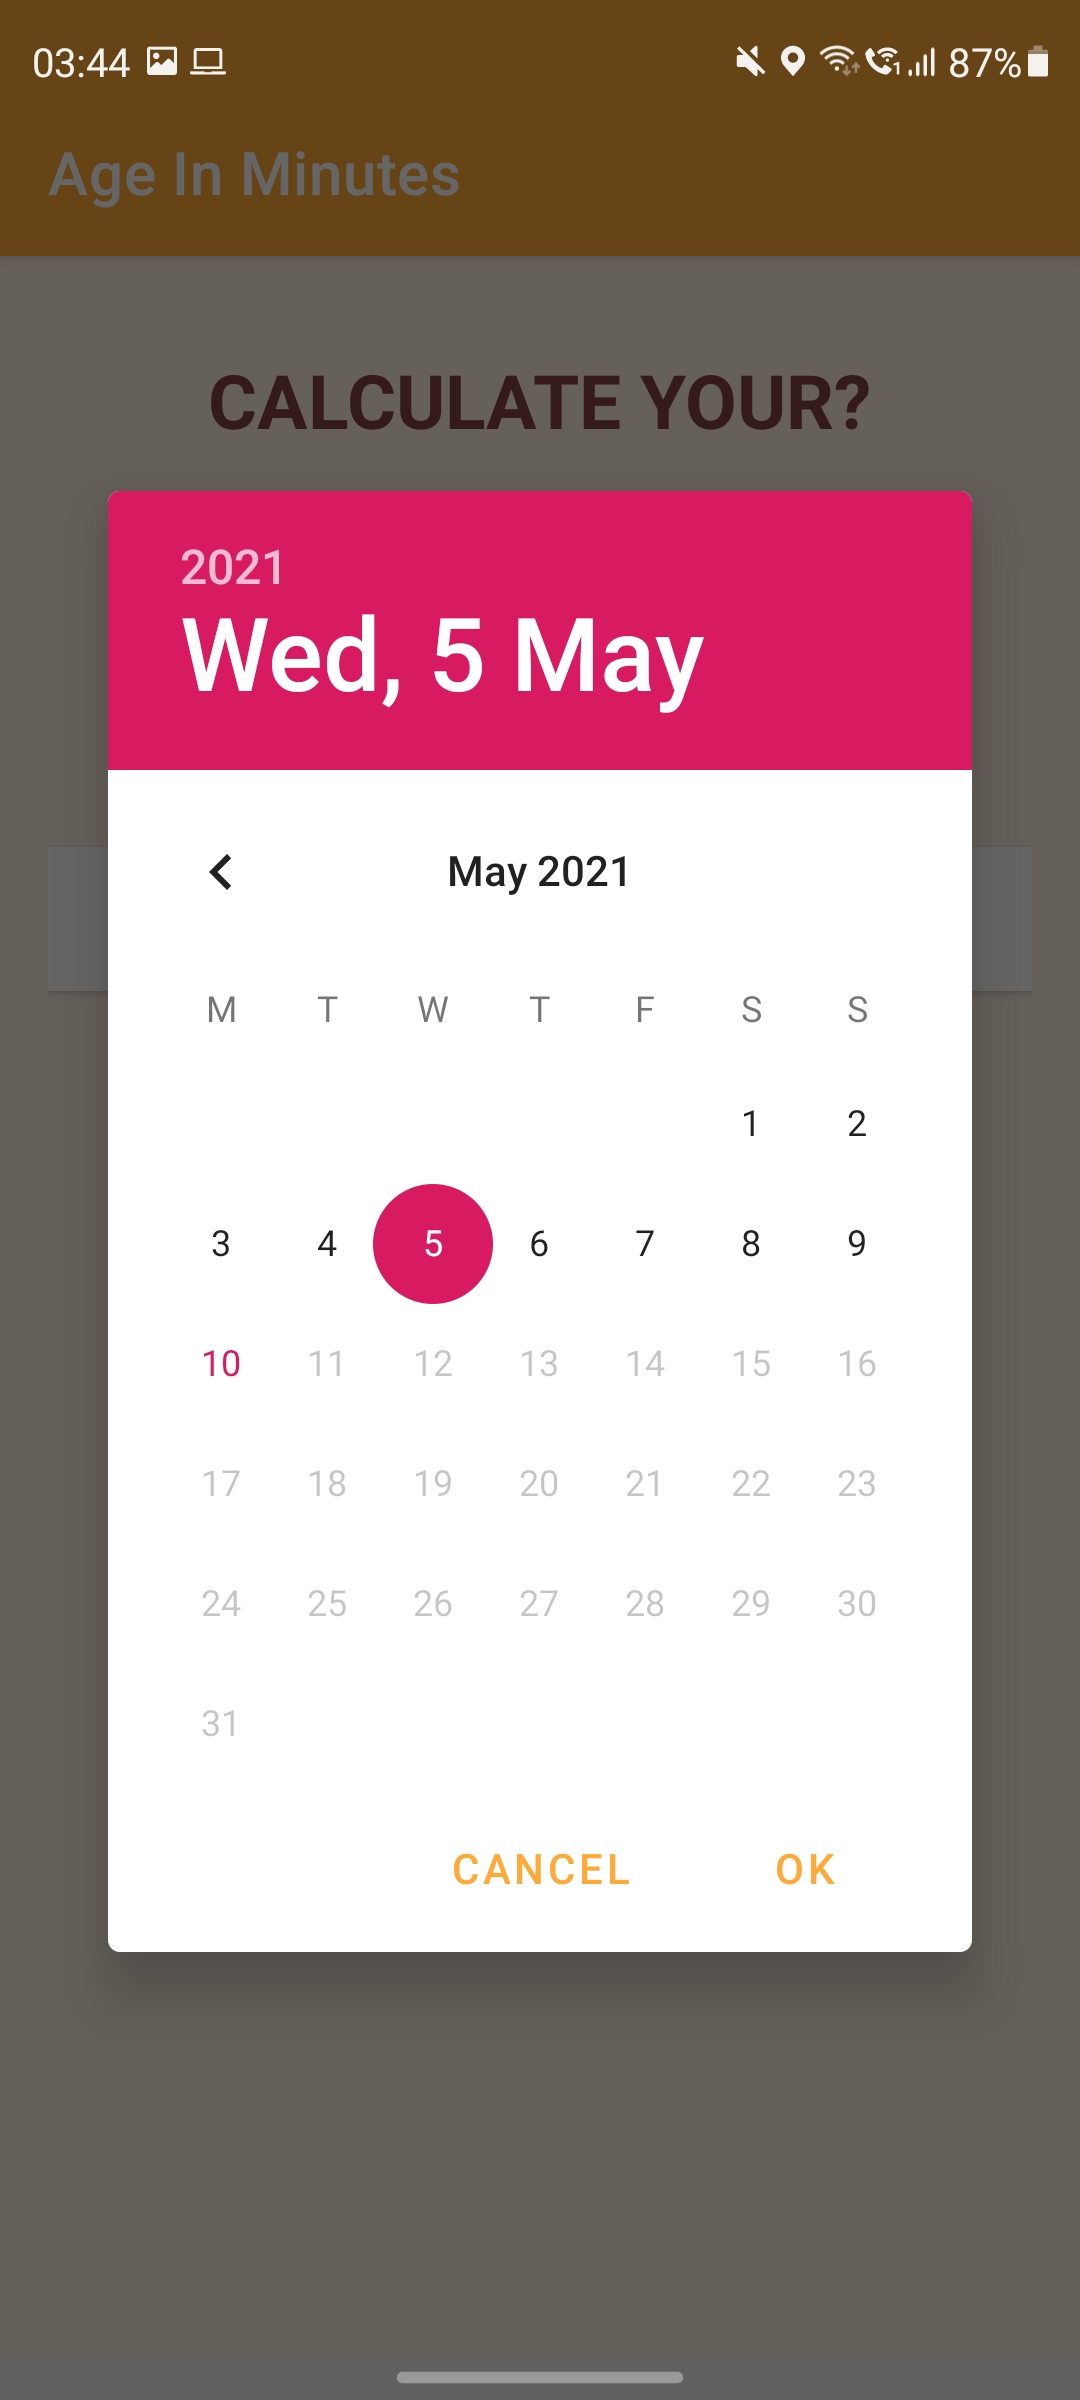 03:44 87%
Age In Minutes
CALCULATE YOUR?
2021
Wed, 5 May
May 2021
M T W T F S S
1 2
3 4 5 6 7 8 9
10 11 12 13 14 15 16
17 18 19 20 21 22 23
24 25 26 27 28 29 30
31
CANCEL OK